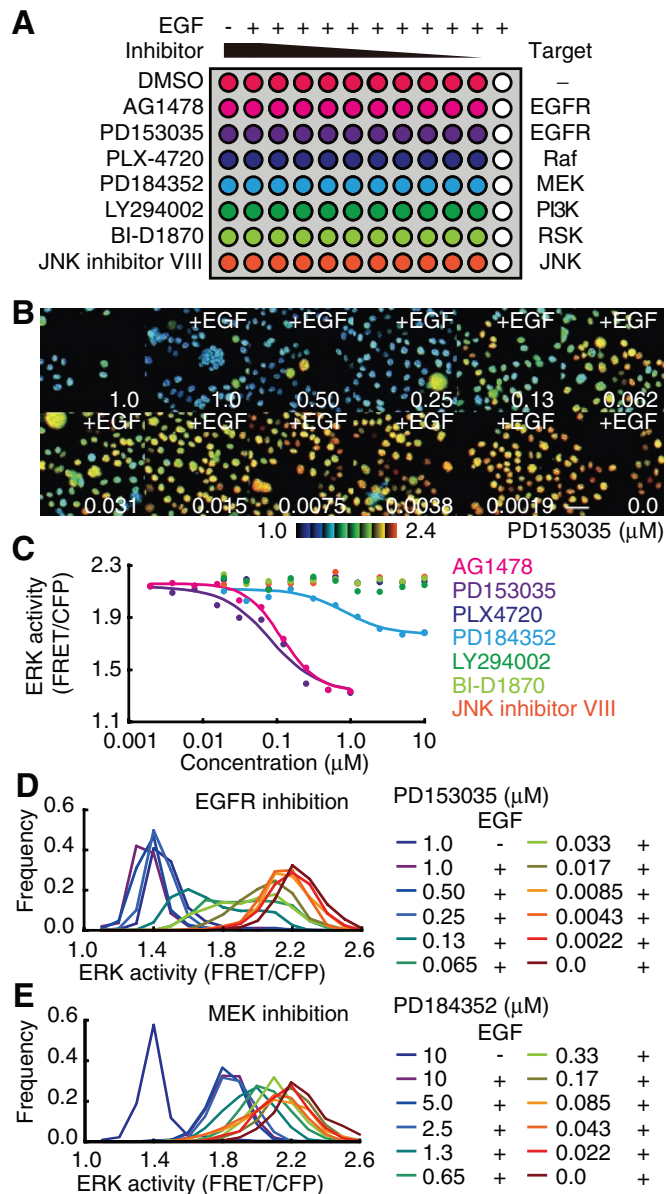 A
EGF - + + + + + + + + + + +
Inhibitor Target
DMSO –
AG1478 EGFR
PD153035 EGFR
PLX-4720 Raf
PD184352 MEK
LY294002 PI3K
BI-D1870 RSK
JNK inhibitor VIII JNK
B
+EGF +EGF +EGF +EGF +EGF
1.0 1.0 0.50 0.25 0.13 0.062
+EGF +EGF +EGF +EGF +EGF +EGF
0.031 0.015 0.0075 0.0038 0.0019 0.0
1.0 2.4 PD153035 (μM)
C
ERK activity
(FRET/CFP)
2.3
1.9
1.5
1.1
0.001 0.01 0.1 1.0 10
Concentration (μM)
AG1478
PD153035
PLX4720
PD184352
LY294002
BI-D1870
JNK inhibitor VIII
D
EGFR inhibition
Frequency
0.6
0.4
0.2
0.0
1.0 1.4 1.8 2.2 2.6
ERK activity (FRET/CFP)
PD153035 (μM)
EGF
1.0 - 0.033 +
1.0 + 0.017 +
0.50 + 0.0085 +
0.25 + 0.0043 +
0.13 + 0.0022 +
0.065 + 0.0 +
E
MEK inhibition
Frequency
0.6
0.4
0.2
0.0
1.0 1.4 1.8 2.2 2.6
ERK activity (FRET/CFP)
PD184352 (μM)
EGF
10 - 0.33 +
10 + 0.17 +
5.0 + 0.085 +
2.5 + 0.043 +
1.3 + 0.022 +
0.65 + 0.0 +